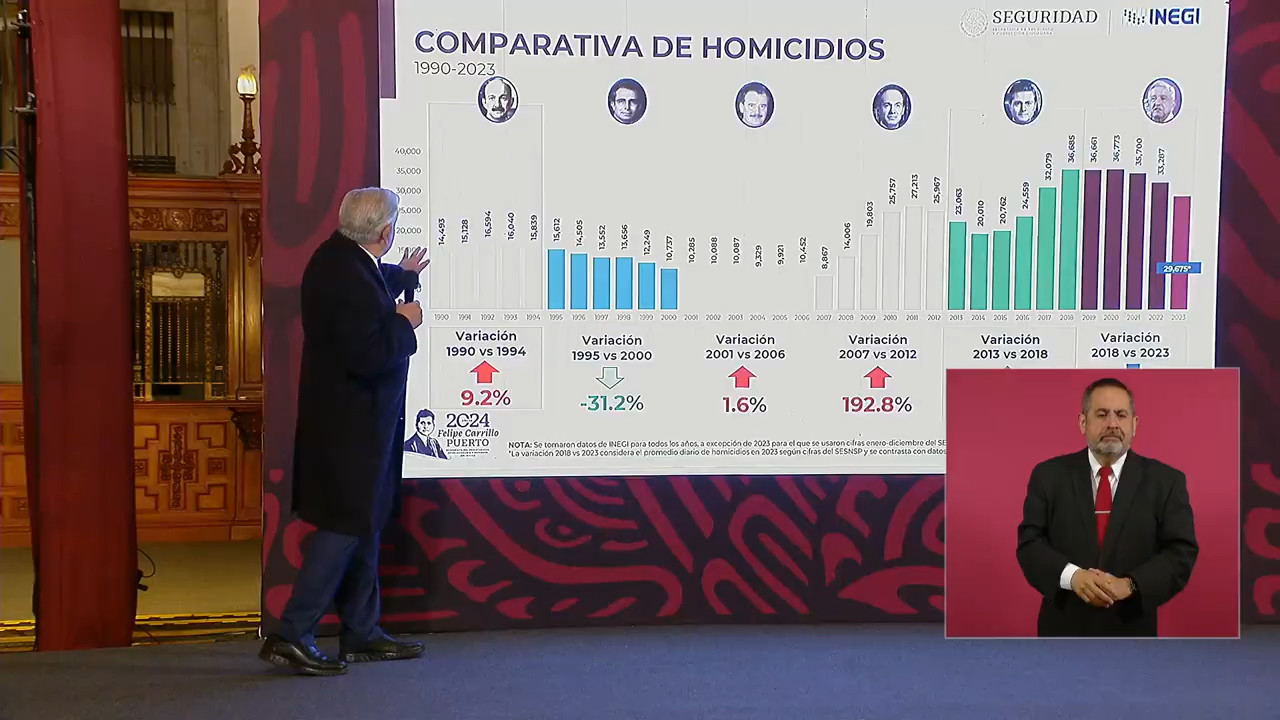 SEGURIDAD
INEGI
COMPARATIVA DE HOMICIDIOS
1990-2023
40,000
35,000
30,000
25,000
20,000
14,493
15,128
16,594
16,040
15,839
15,612
14,505
13,552
13,656
12,249
10,737
10,285
10,088
10,087
9,329
9,921
10,452
8,867
14,006
19,803
25,757
27,213
25,967
23,063
20,010
20,762
24,559
32,079
36,685
36,661
36,773
35,700
33,287
29,675*
1990 1991 1992 1993 1994 1995 1996 1997 1998 1999 2000 2001 2002 2003 2004 2005 2006 2007 2008 2009 2010 2011 2012 2013 2014 2015 2016 2017 2018 2019 2020 2021 2022 2023
Variación
1990 vs 1994
9.2%
Variación
1995 vs 2000
-31.2%
Variación
2001 vs 2006
1.6%
Variación
2007 vs 2012
192.8%
Variación
2013 vs 2018
Variación
2018 vs 2023
2024
Felipe Carrillo
PUERTO
NOTA: Se tomaron datos de INEGI para todos los años, a excepción de 2023 para el que se usaron cifras enero-diciembre del SE
*La variación 2018 vs 2023 considera el promedio diario de homicidios en 2023 según cifras del SESNSP y se contrasta con datos